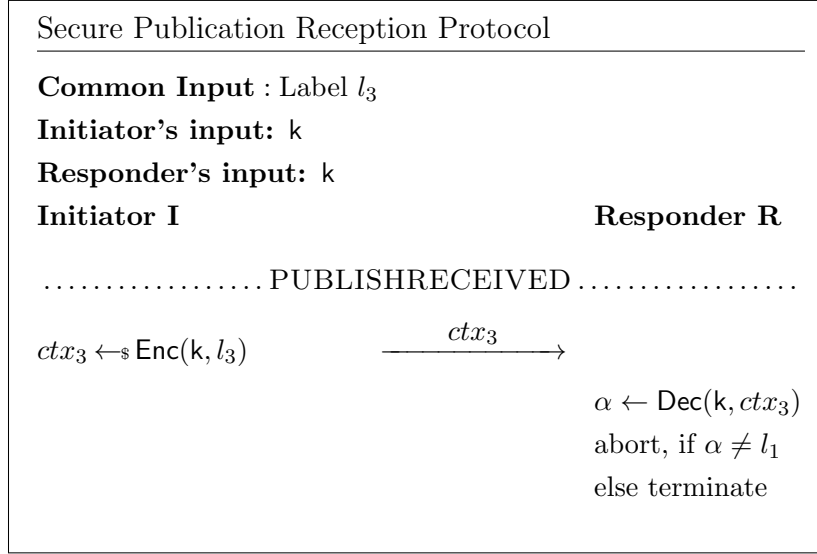 Secure Publication Reception Protocol
Common Input : Label l₃
Initiator's input: k
Responder's input: k
Initiator I Responder R
...................PUBLISHRECEIVED...................
ctx₃ ←$ Enc(k, l₃) ctx₃ ⟶
α ← Dec(k, ctx₃)
abort, if α ≠ l₁
else terminate